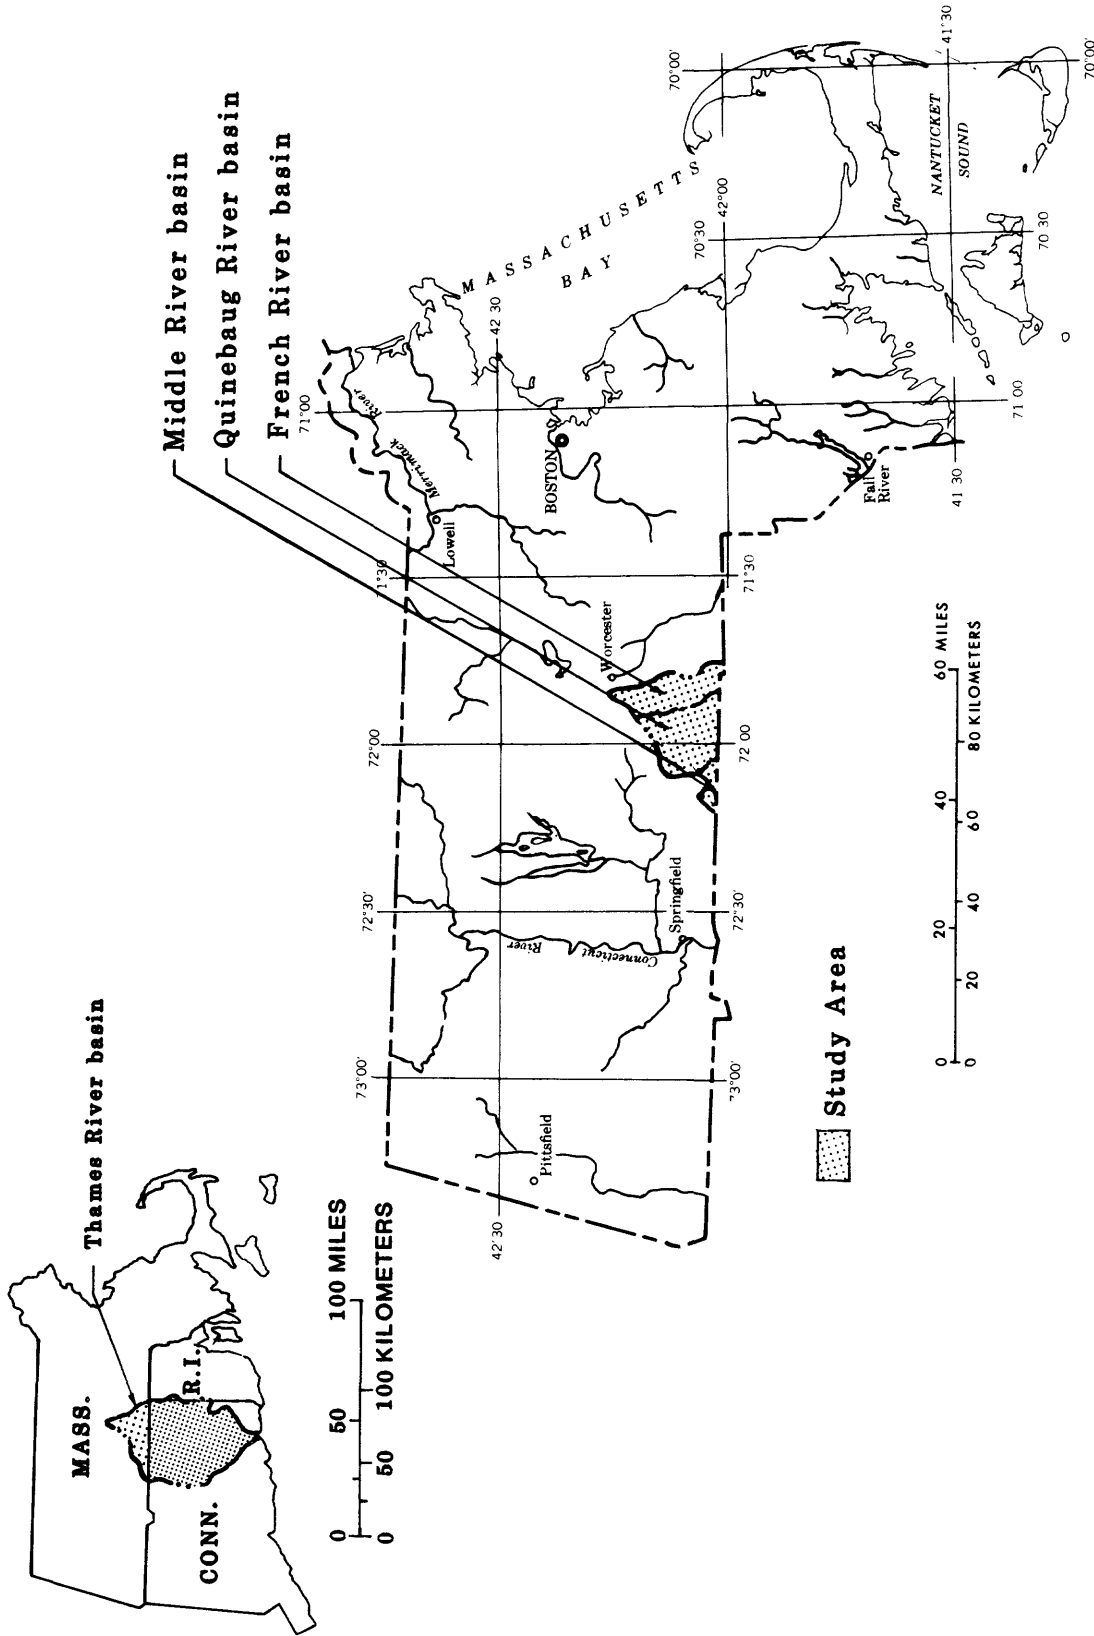 Thames River basin
MASS.
CONN.
R.I.
0 50 100 MILES
0 50 100 KILOMETERS
Middle River basin
Quinebaug River basin
French River basin
73°00'
72°30'
72°00'
1°30
71°00'
42°30
42 30
Merrimack River
Lowell
MASSACHUSETTS
BAY
BOSTON
Pittsfield
Connecticut River
Springfield
Worcester
Fall
River
NANTUCKET
SOUND
70°00'
70°30
42°00
73°00'
72°30'
72 00
71°30
71 00
70 30
70°00'
41 30
41°30
Study Area
0 20 40 60 MILES
0 20 40 60 80 KILOMETERS